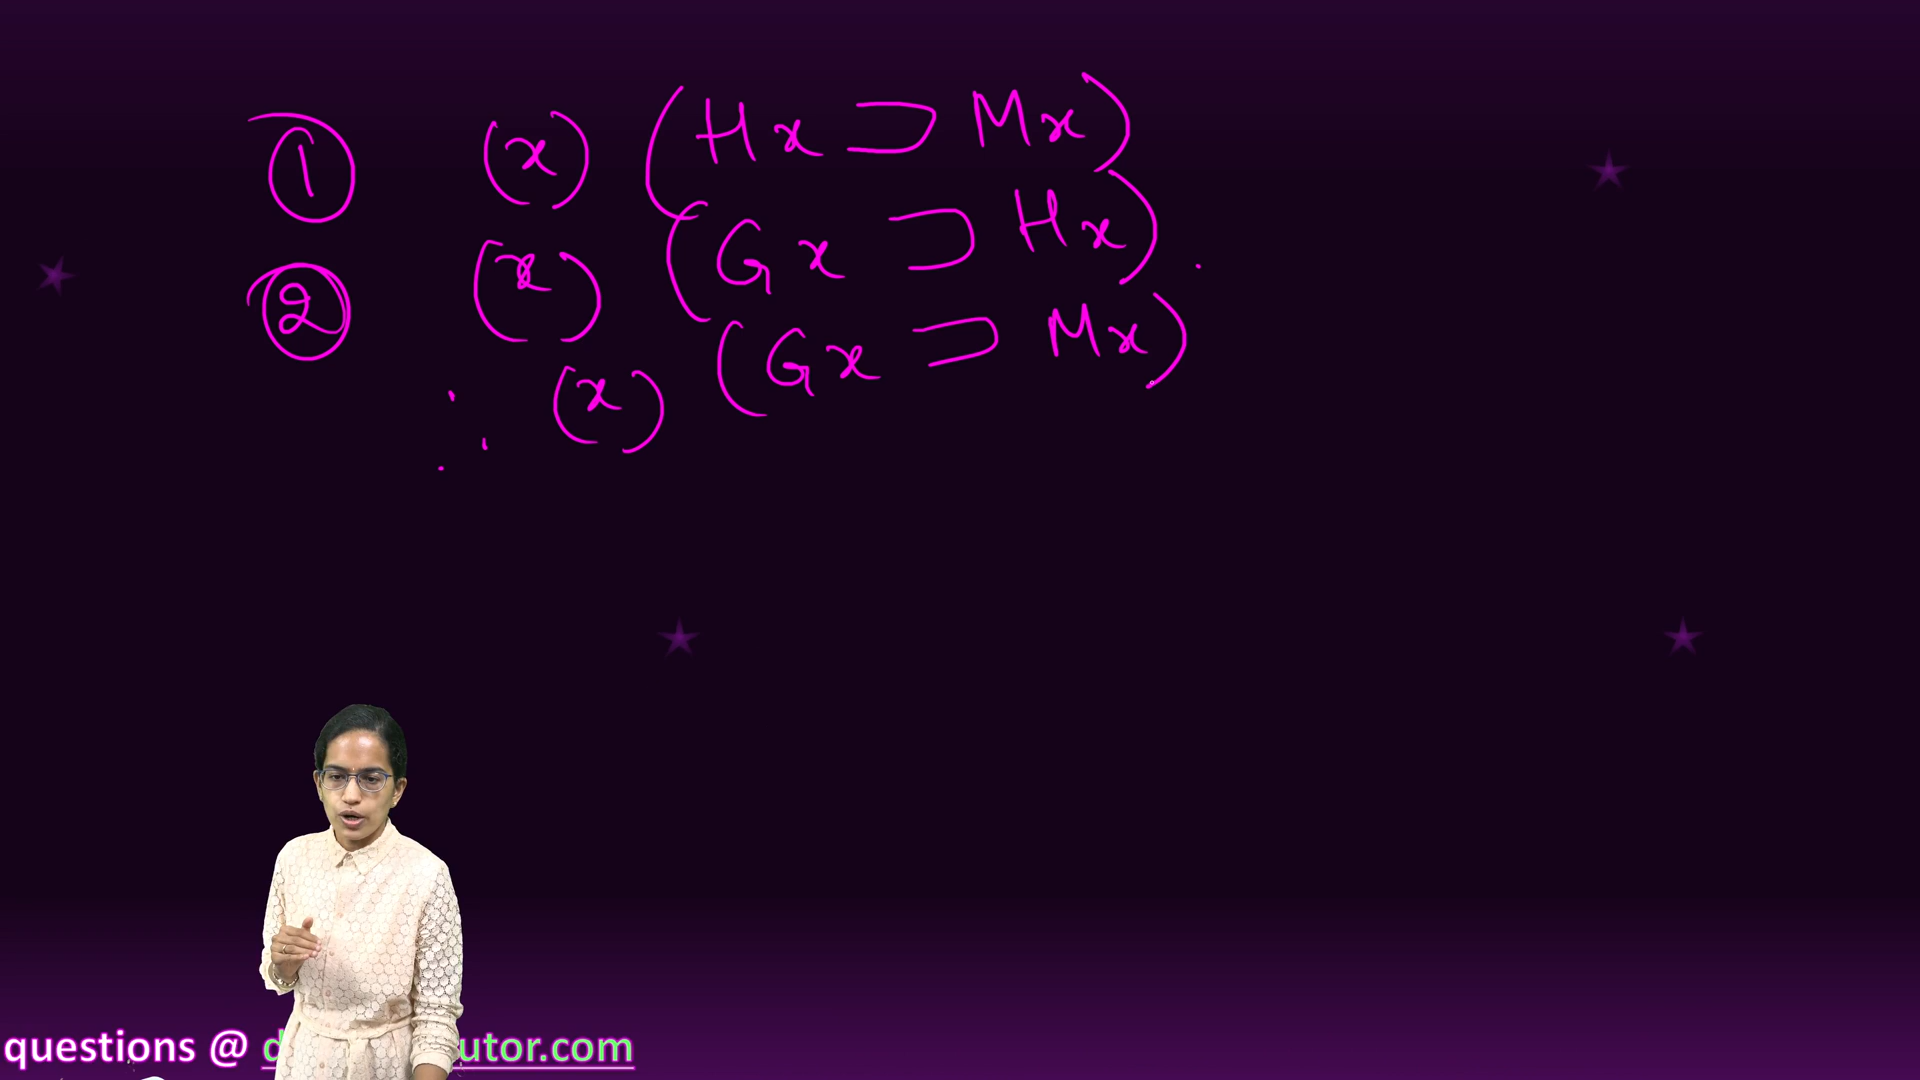 ① (x) (Hx ⊃ Mx)
② (x) (Gx ⊃ Hx).
∴ (x) (Gx ⊃ Mx)
questions @ d utor.com